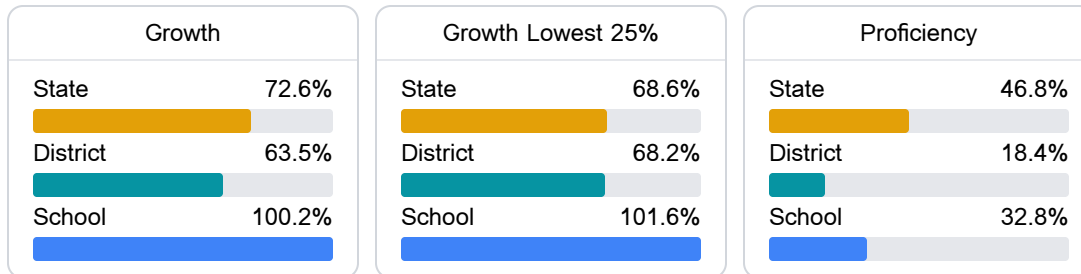 Growth
State 72.6%
District 63.5%
School 100.2%
Growth Lowest 25%
State 68.6%
District 68.2%
School 101.6%
Proficiency
State 46.8%
District 18.4%
School 32.8%